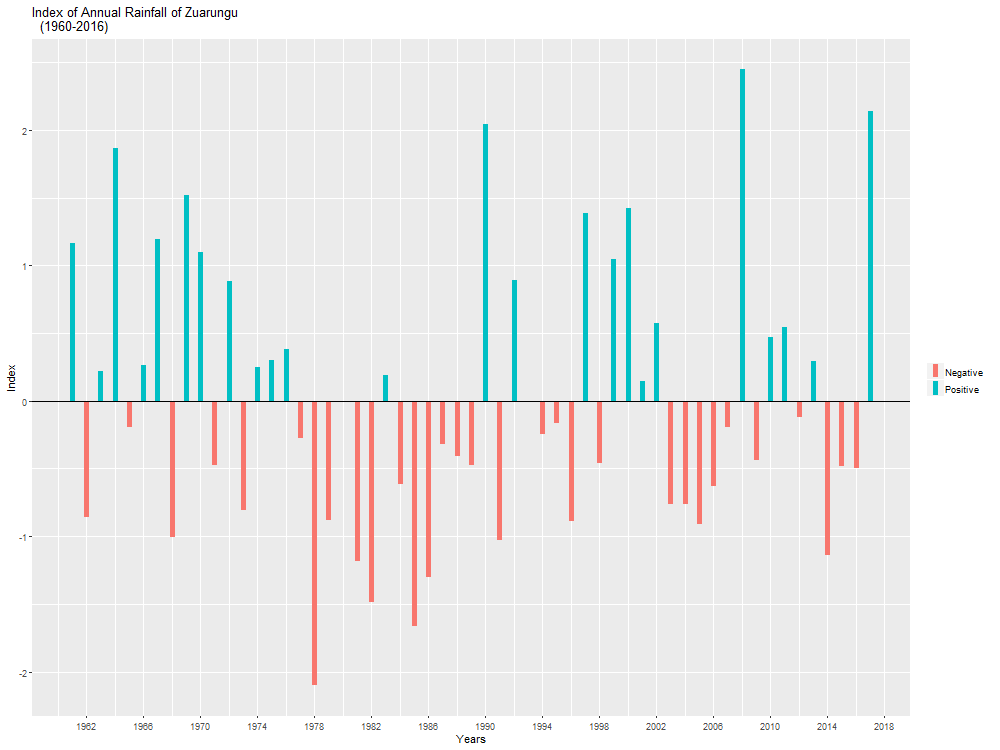 Index of Annual Rainfall of Zuarungu
(1960-2016)
2
1
0
-1
-2
Index
1962 1966 1970 1974 1978 1982 1986 1990 1994 1998 2002 2006 2010 2014 2018
Years
Negative
Positive